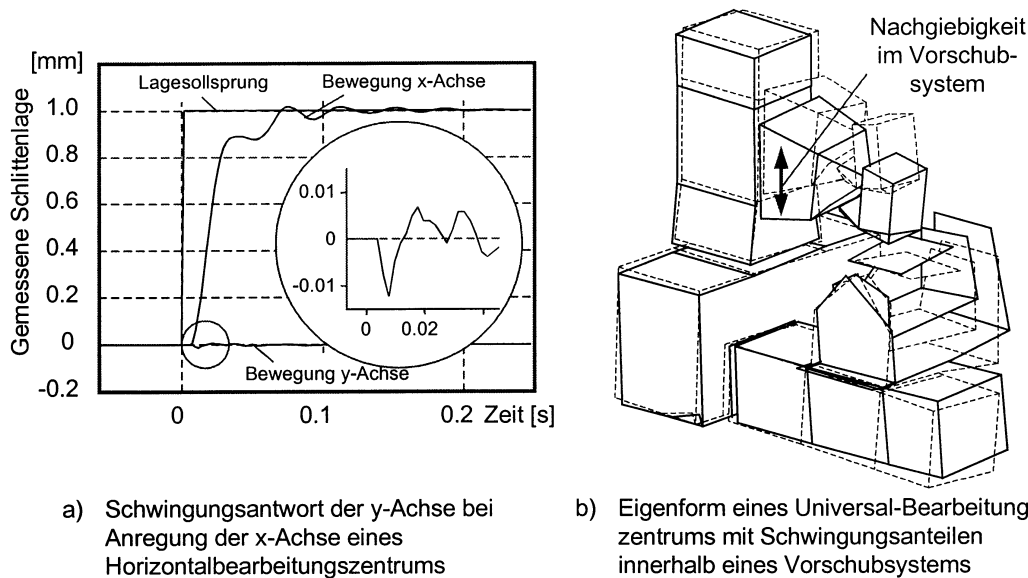 [mm]
Gemessene Schlittenlage
1.0
0.8
0.6
0.4
0.2
0
-0.2
Lagesollsprung
Bewegung x-Achse
0.01
0
-0.01
0
0.02
Bewegung y-Achse
0
0.1
0.2
Zeit [s]
Nachgiebigkeit
im Vorschub-
system
a) Schwingungsantwort der y-Achse bei
Anregung der x-Achse eines
Horizontalbearbeitungszentrums
b) Eigenform eines Universal-Bearbeitung
zentrums mit Schwingungsanteilen
innerhalb eines Vorschubsystems